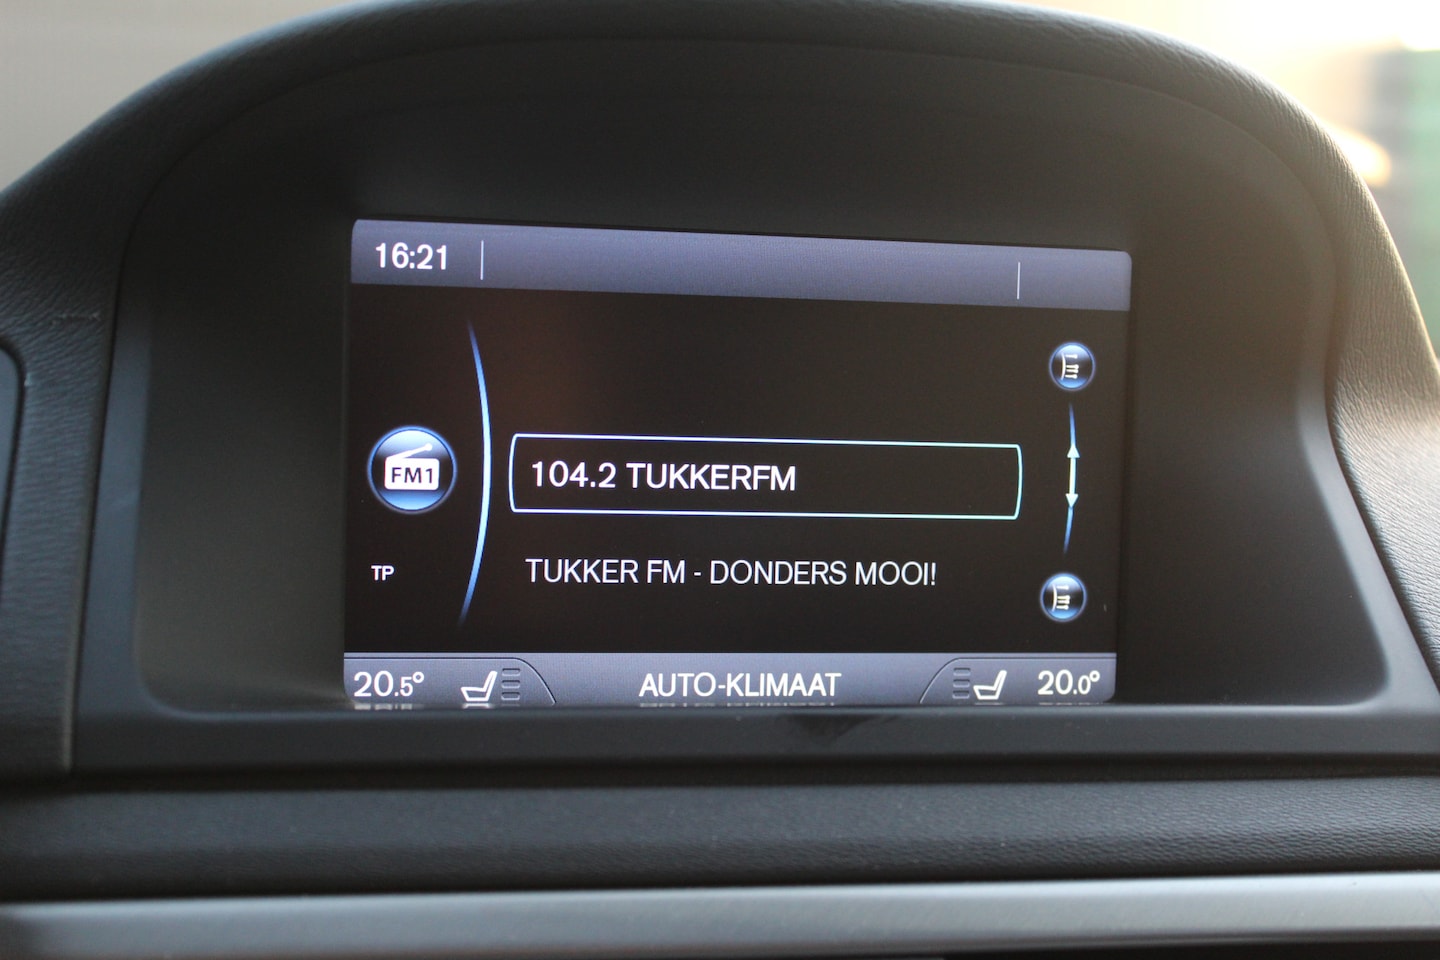 16:21
FM1
104.2 TUKKERFM
TP
TUKKER FM - DONDERS MOOI!
20.5° AUTO-KLIMAAT 20.0°